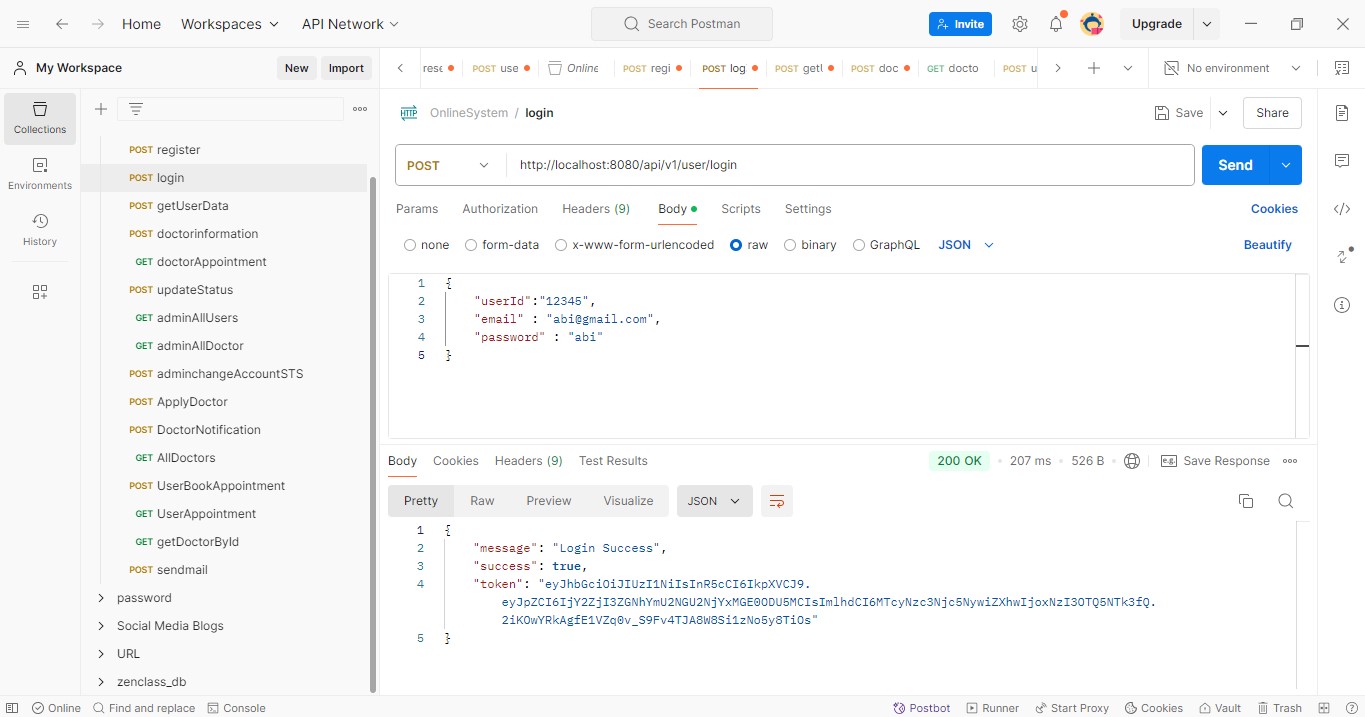 Home Workspaces API Network Search Postman Invite Upgrade
My Workspace New Import
rese POST use Online POST regi POST log POST getU POST doc GET docto POST u No environment
Collections
Environments
History
POST register
POST login
POST getUserData
POST doctorinformation
GET doctorAppointment
POST updateStatus
GET adminAllUsers
GET adminAllDoctor
POST adminchangeAccountSTS
POST ApplyDoctor
POST DoctorNotification
GET AllDoctors
POST UserBookAppointment
GET UserAppointment
GET getDoctorById
POST sendmail
password
Social Media Blogs
URL
zenclass_db
HTTP OnlineSystem / login Save Share
POST http://localhost:8080/api/v1/user/login Send
Params Authorization Headers (9) Body Scripts Settings Cookies
none form-data x-www-form-urlencoded raw binary GraphQL JSON Beautify
1 {
2 "userId":"12345",
3 "email" : "abi@gmail.com",
4 "password" : "abi"
5 }
Body Cookies Headers (9) Test Results 200 OK 207 ms 526 B e.g. Save Response
Pretty Raw Preview Visualize JSON
1 {
2 "message": "Login Success",
3 "success": true,
4 "token": "eyJhbGciOiJIUzI1NiIsInR5cCI6IkpXVCJ9.
eyJpZCI6IjY2ZjI3ZGNhYmU2NGU2NjYxMGE0ODU5MCIsImlhdCI6MTcyNzc3Njc5NywiZXhwIjoxNzI3OTQ5NTk3fQ.
2iKOwYRkAgfE1VZq0v_S9Fv4TJA8W8Si1zNo5y8TiOs"
5 }
Online Find and replace Console Postbot Runner Start Proxy Cookies Vault Trash